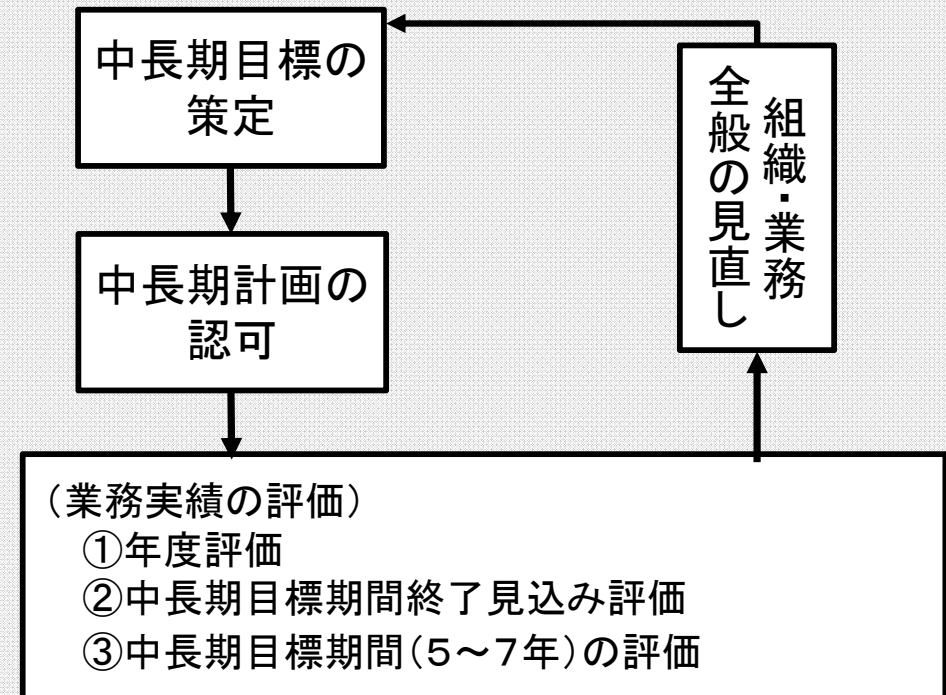 中長期目標の
策定
中長期計画の
認可
組織・業務
全般の見直し
（業務実績の評価）
①年度評価
②中長期目標期間終了見込み評価
③中長期目標期間（５～７年）の評価